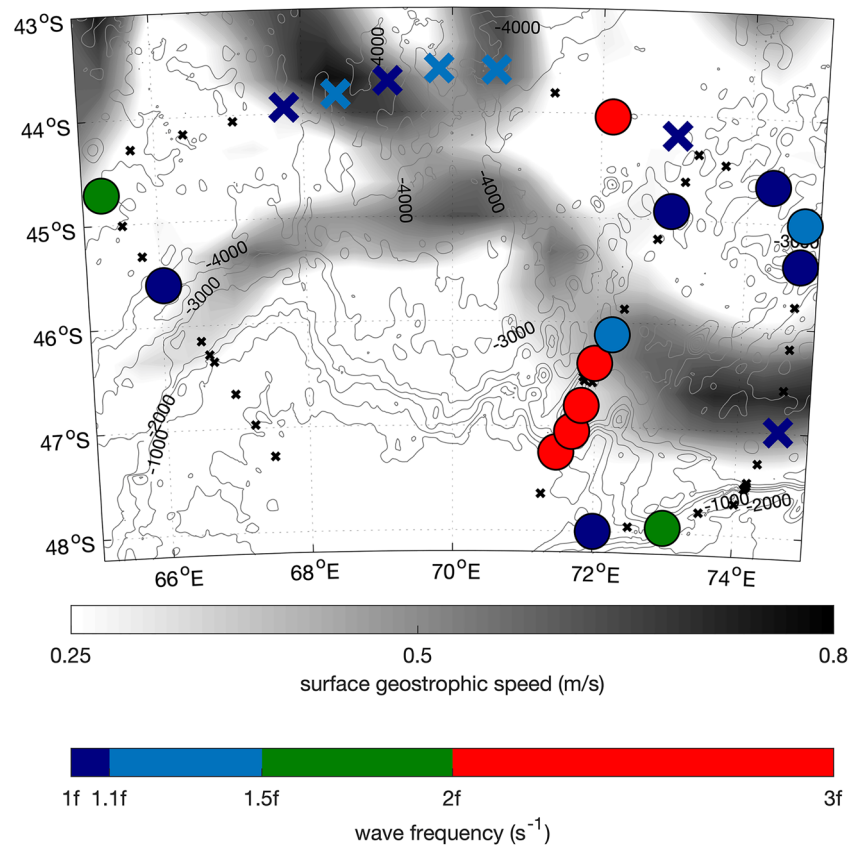 43°S
44°S
45°S
46°S
47°S
48°S
4000
-4000
-4000
-4000
-4000
-3000
-3000
-3000
-2000
-1000
-1000
-2000
66°E
68°E
70°E
72°E
74°E
0.25
0.5
0.8
surface geostrophic speed (m/s)
1f
1.1f
1.5f
2f
3f
wave frequency (s⁻¹)